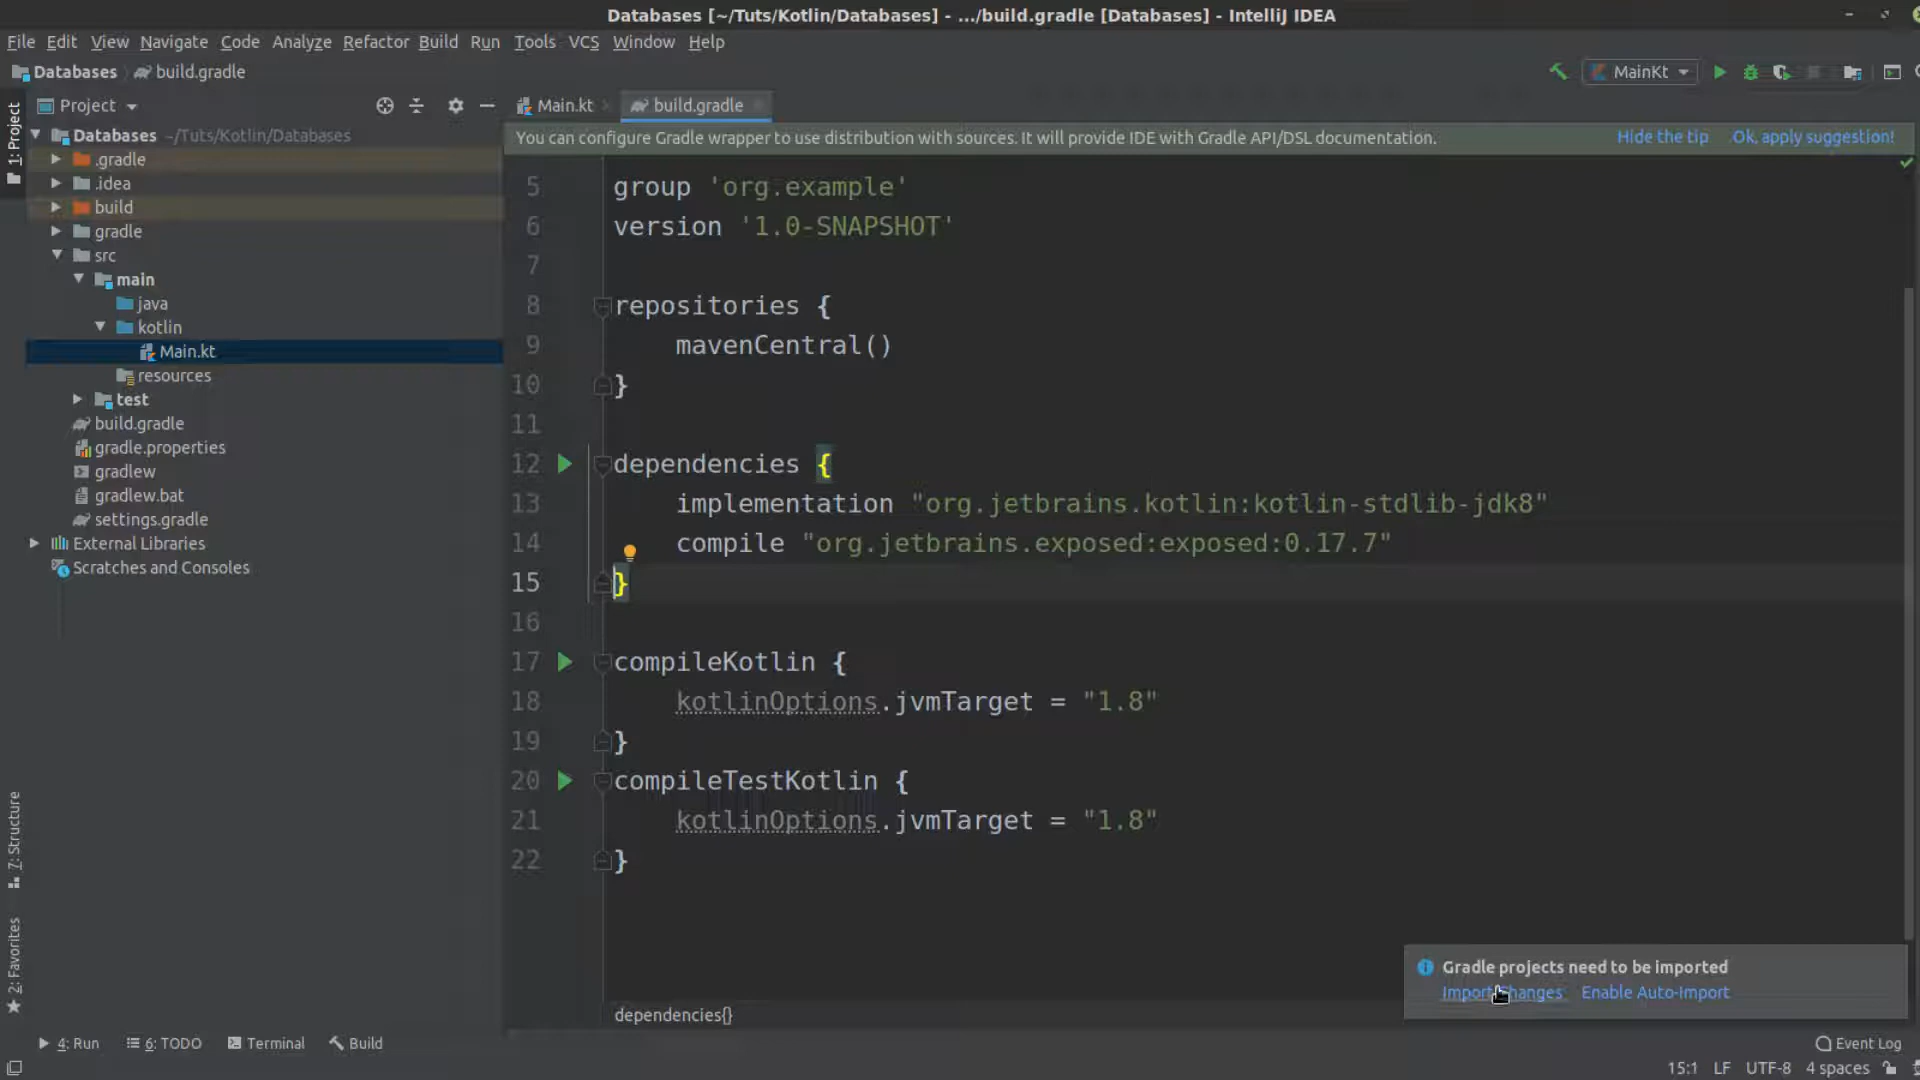 Databases [~/Tuts/Kotlin/Databases] - .../build.gradle [Databases] - IntelliJ IDEA
File Edit View Navigate Code Analyze Refactor Build Run Tools VCS Window Help
Databases build.gradle MainKt
1: Project
Project Main.kt build.gradle
Databases ~/Tuts/Kotlin/Databases
.gradle
.idea
build
gradle
src
main
java
kotlin
Main.kt
resources
test
build.gradle
gradle.properties
gradlew
gradlew.bat
settings.gradle
External Libraries
Scratches and Consoles
You can configure Gradle wrapper to use distribution with sources. It will provide IDE with Gradle API/DSL documentation. Hide the tip Ok, apply suggestion!
5 group 'org.example'
6 version '1.0-SNAPSHOT'
7
8 repositories {
9 mavenCentral()
10 }
11
12 dependencies {
13 implementation "org.jetbrains.kotlin:kotlin-stdlib-jdk8"
14 compile "org.jetbrains.exposed:exposed:0.17.7"
15 }
16
17 compileKotlin {
18 kotlinOptions.jvmTarget = "1.8"
19 }
20 compileTestKotlin {
21 kotlinOptions.jvmTarget = "1.8"
22 }
dependencies{}
Gradle projects need to be imported
Import Changes Enable Auto-Import
7: Structure
2: Favorites
4: Run 6: TODO Terminal Build Event Log
15:1 LF UTF-8 4 spaces